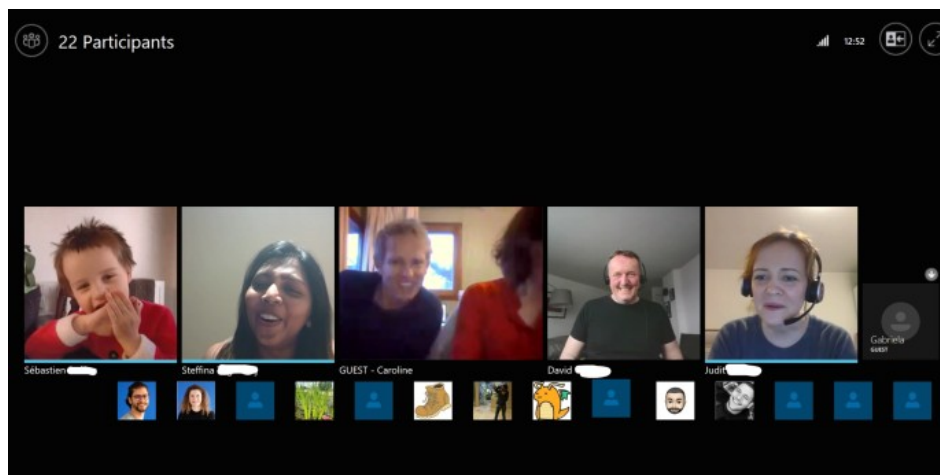 22 Participants
12:52
Sébastien
Steffina
GUEST - Caroline
David
Judit
Gabriela
GUEST